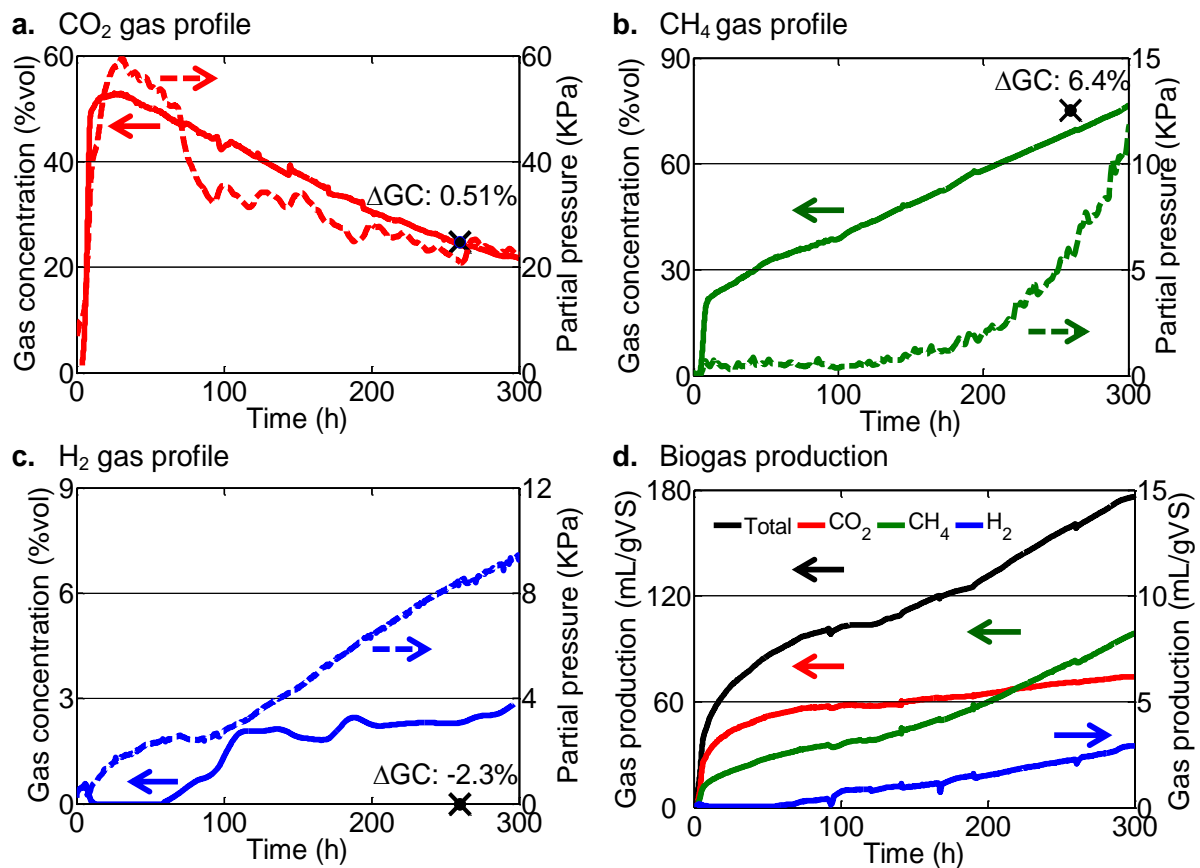 a. CO₂ gas profile
60
40
20
0
0
100
200
300
60
40
20
0
Gas concentration (%vol)
Partial pressure (KPa)
Time (h)
ΔGC: 0.51%
b. CH₄ gas profile
90
60
30
0
0
100
200
300
15
10
5
0
Gas concentration (%vol)
Partial pressure (KPa)
Time (h)
ΔGC: 6.4%
c. H₂ gas profile
9
6
3
0
0
100
200
300
12
8
4
0
Gas concentration (%vol)
Partial pressure (KPa)
Time (h)
ΔGC: -2.3%
d. Biogas production
180
120
60
0
0
100
200
300
15
10
5
0
Total CO₂ CH₄ H₂
Gas production (mL/gVS)
Gas production (mL/gVS)
Time (h)